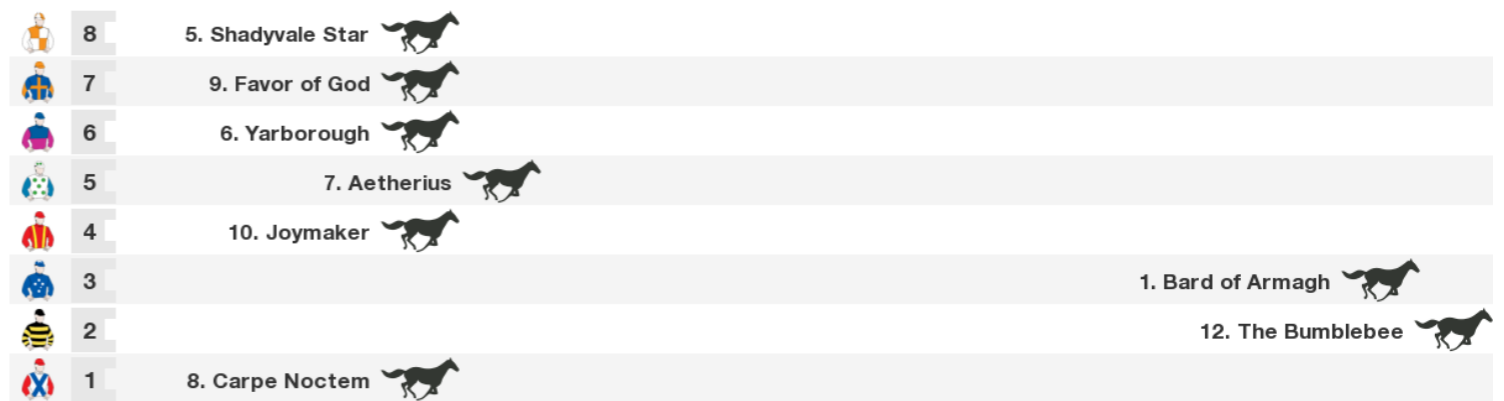 8 5. Shadyvale Star
7 9. Favor of God
6 6. Yarborough
5 7. Aetherius
4 10. Joymaker
3 1. Bard of Armagh
2 12. The Bumblebee
1 8. Carpe Noctem